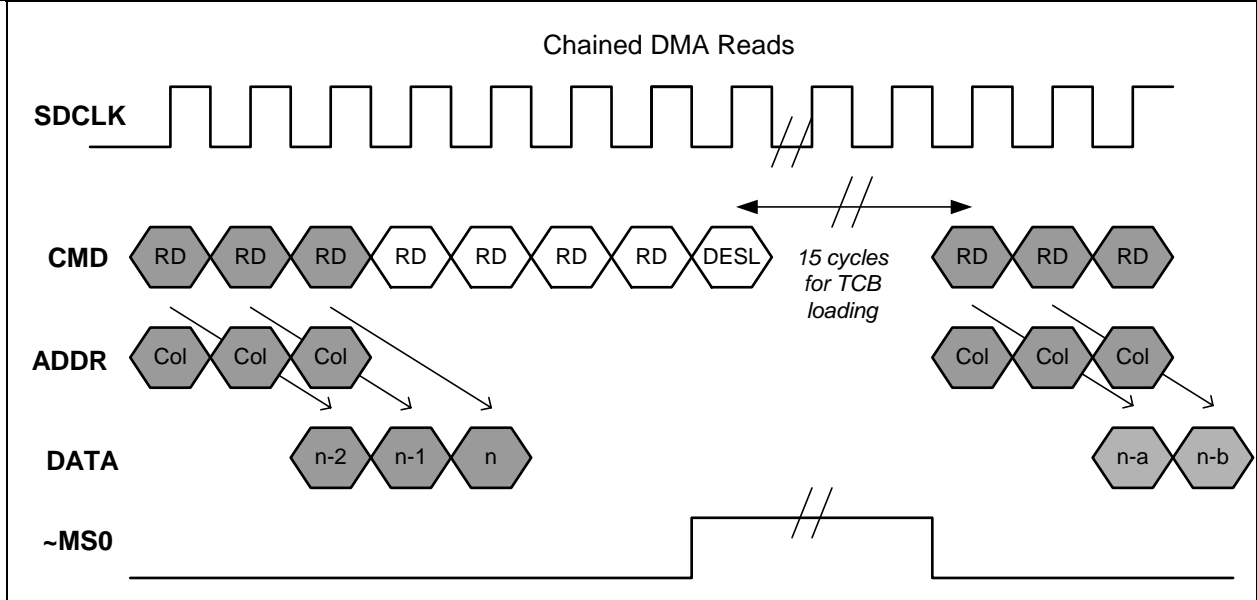 Chained DMA Reads
SDCLK
CMD RD RD RD RD RD RD RD DESL RD RD RD
15 cycles
for TCB
loading
ADDR Col Col Col Col Col Col
DATA n-2 n-1 n n-a n-b
~MS0